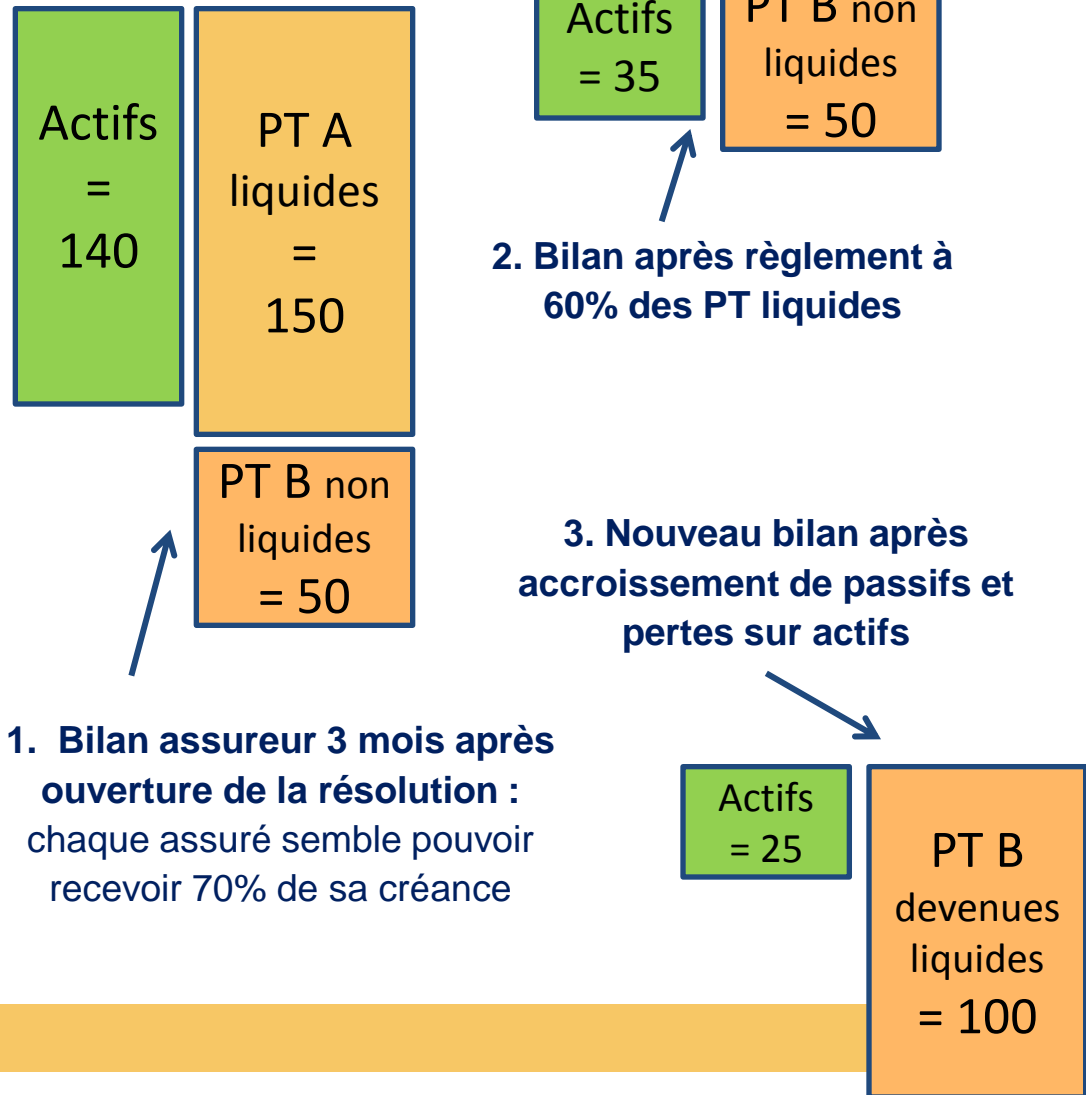 Actifs
=
140
PT A
liquides
=
150
PT B non
liquides
= 50
1. Bilan assureur 3 mois après
ouverture de la résolution :
chaque assuré semble pouvoir
recevoir 70% de sa créance
Actifs
= 35
PT B non
liquides
= 50
2. Bilan après règlement à
60% des PT liquides
3. Nouveau bilan après
accroissement de passifs et
pertes sur actifs
Actifs
= 25
PT B
devenues
liquides
= 100